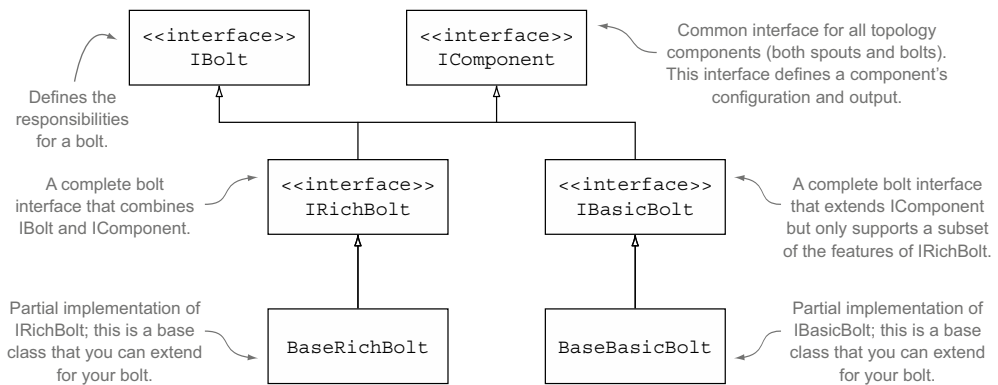 <<interface>>
IBolt
<<interface>>
IComponent
Common interface for all topology
components (both spouts and bolts).
This interface defines a component's
configuration and output.
Defines the
responsibilities
for a bolt.
A complete bolt
interface that combines
IBolt and IComponent.
<<interface>>
IRichBolt
<<interface>>
IBasicBolt
A complete bolt interface
that extends IComponent
but only supports a subset
of the features of IRichBolt.
Partial implementation of
IRichBolt; this is a base
class that you can extend
for your bolt.
BaseRichBolt
BaseBasicBolt
Partial implementation of
IBasicBolt; this is a base
class that you can extend
for your bolt.